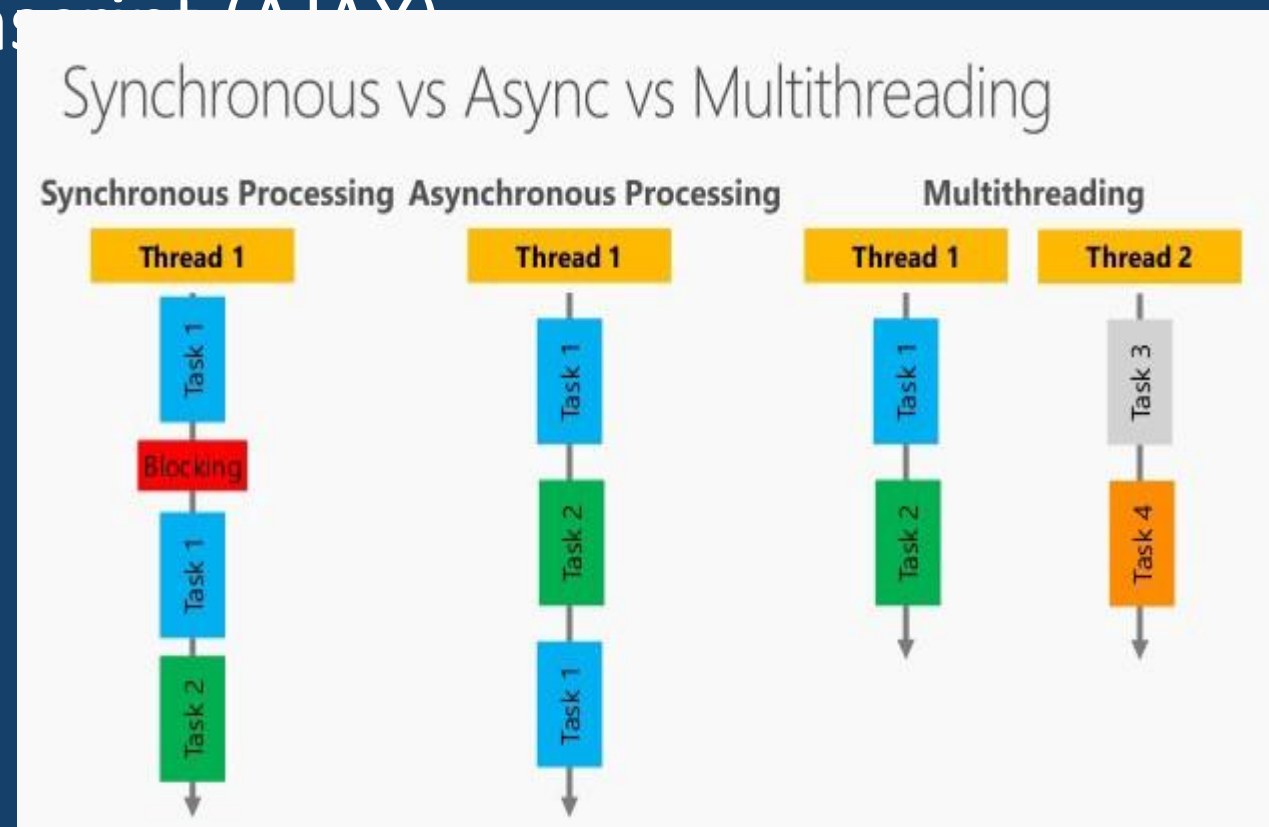 (AJAX)
Synchronous vs Async vs Multithreading
Synchronous Processing
Thread 1
Task 1
Blocking
Task 1
Task 2
Asynchronous Processing
Thread 1
Task 1
Task 2
Task 1
Multithreading
Thread 1
Task 1
Task 2
Thread 2
Task 3
Task 4